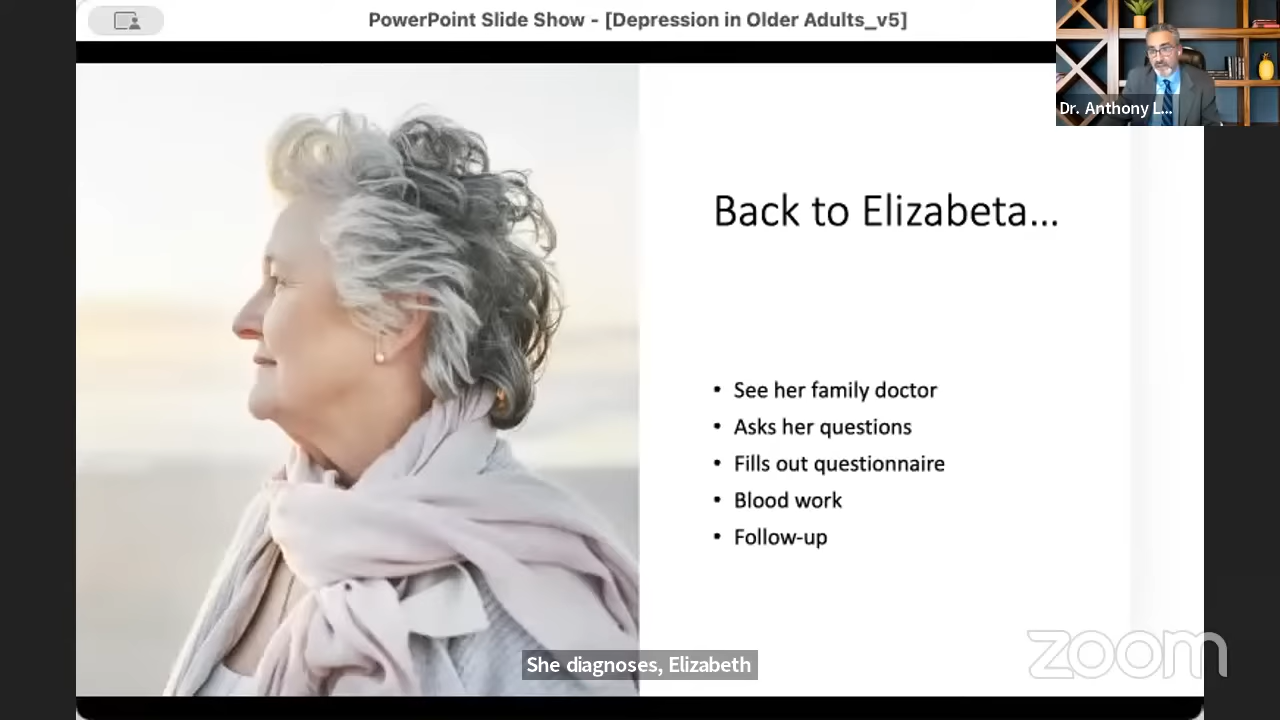 PowerPoint Slide Show - [Depression in Older Adults_v5]
Dr. Anthony L...
Back to Elizabeta...
• See her family doctor
• Asks her questions
• Fills out questionnaire
• Blood work
• Follow-up
She diagnoses, Elizabeth
zoom